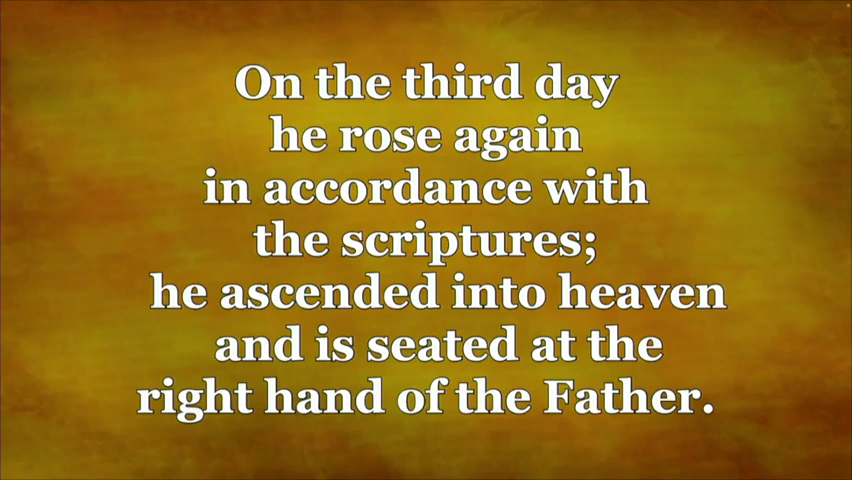 On the third day
he rose again
in accordance with
the scriptures;
he ascended into heaven
and is seated at the
right hand of the Father.